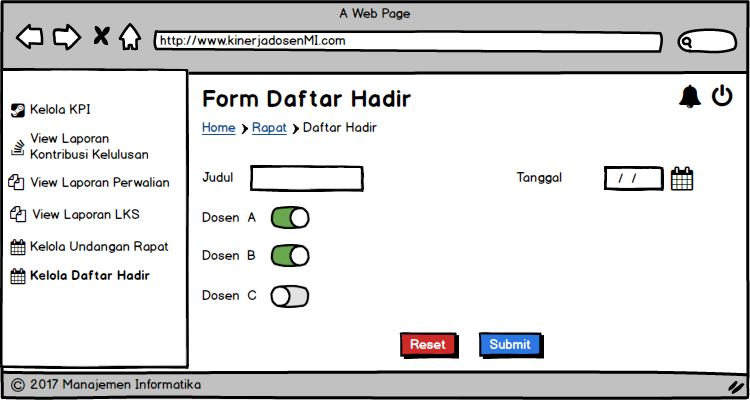 A Web Page
http://www.kinerjadosenMI.com
Kelola KPI
View Laporan
Kontribusi Kelulusan
View Laporan Perwalian
View Laporan LKS
Kelola Undangan Rapat
Kelola Daftar Hadir
Form Daftar Hadir
Home Rapat Daftar Hadir
Judul Tanggal / /
Dosen A
Dosen B
Dosen C
Reset Submit
© 2017 Manajemen Informatika